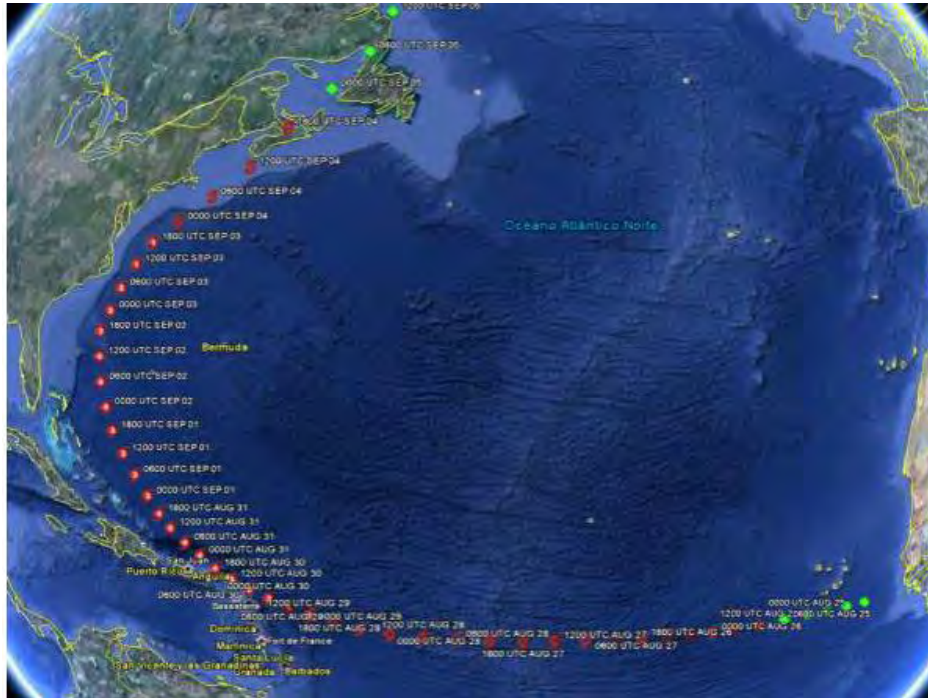 1200 UTC SEP 05
0600 UTC SEP 05
0000 UTC SEP 05
1800 UTC SEP 04
1200 UTC SEP 04
0600 UTC SEP 04
0000 UTC SEP 04
1800 UTC SEP 03
Océano Atlántico Norte
1200 UTC SEP 03
0600 UTC SEP 03
0000 UTC SEP 03
1800 UTC SEP 02
Bermuda
1200 UTC SEP 02
0600 UTC SEP 02
0000 UTC SEP 02
1800 UTC SEP 01
1200 UTC SEP 01
0600 UTC SEP 01
0000 UTC SEP 01
1800 UTC AUG 31
1200 UTC AUG 31
0600 UTC AUG 31
0000 UTC AUG 31
San Juan
1800 UTC AUG 30
Puerto Rico
Anguilla
1200 UTC AUG 30
0000 UTC AUG 30
0600 UTC AUG 30
Basseterre
1200 UTC AUG 29
0000 UTC AUG 25
0600 UTC AUG 25
0600 UTC AUG 29
0000 UTC AUG 29
1200 UTC AUG 25
Dominica
1800 UTC AUG 28
1200 UTC AUG 28
0000 UTC AUG 26
0000 UTC AUG 28
0600 UTC AUG 28
1200 UTC AUG 27
1800 UTC AUG 26
Fort de France
Martinica
1800 UTC AUG 27
0600 UTC AUG 27
Santa Lucía
San Vicente y las Granadinas
Granada
Barbados